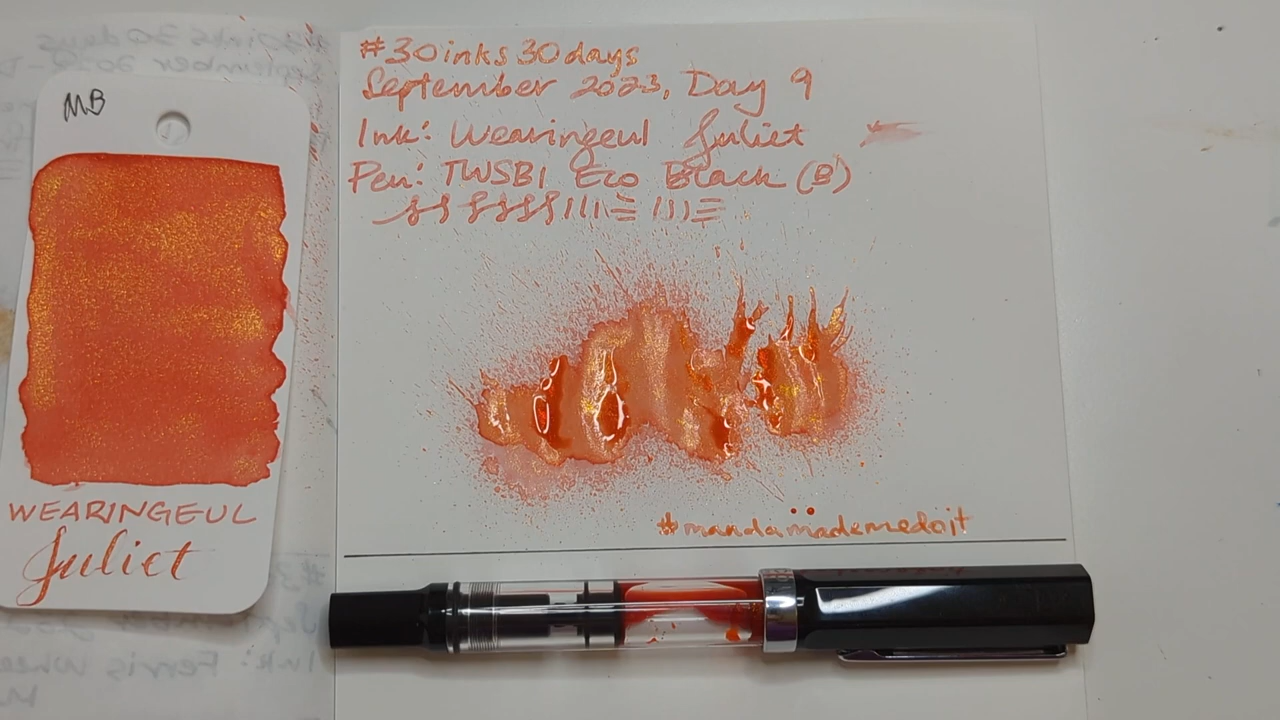 MB
WEARINGEUL
Juliet
#30inks30days
September 2023, Day 9
Ink: Wearingeul Juliet
Pen: TWSBI Eco Black (B)
#mandamademedoit